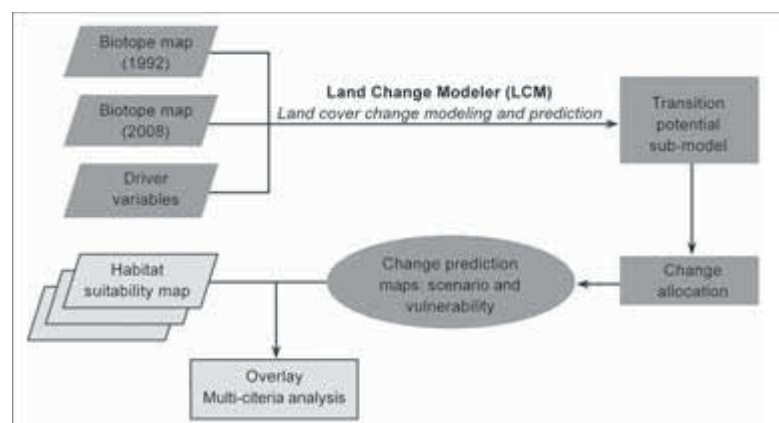 Biotope map
(1992)
Biotope map
(2008)
Driver
variables
Land Change Modeler (LCM)
Land cover change modeling and prediction
Transition
potential
sub-model
Change
allocation
Change prediction
maps: scenario and
vulnerability
Habitat
suitability map
Overlay
Multi-citeria analysis